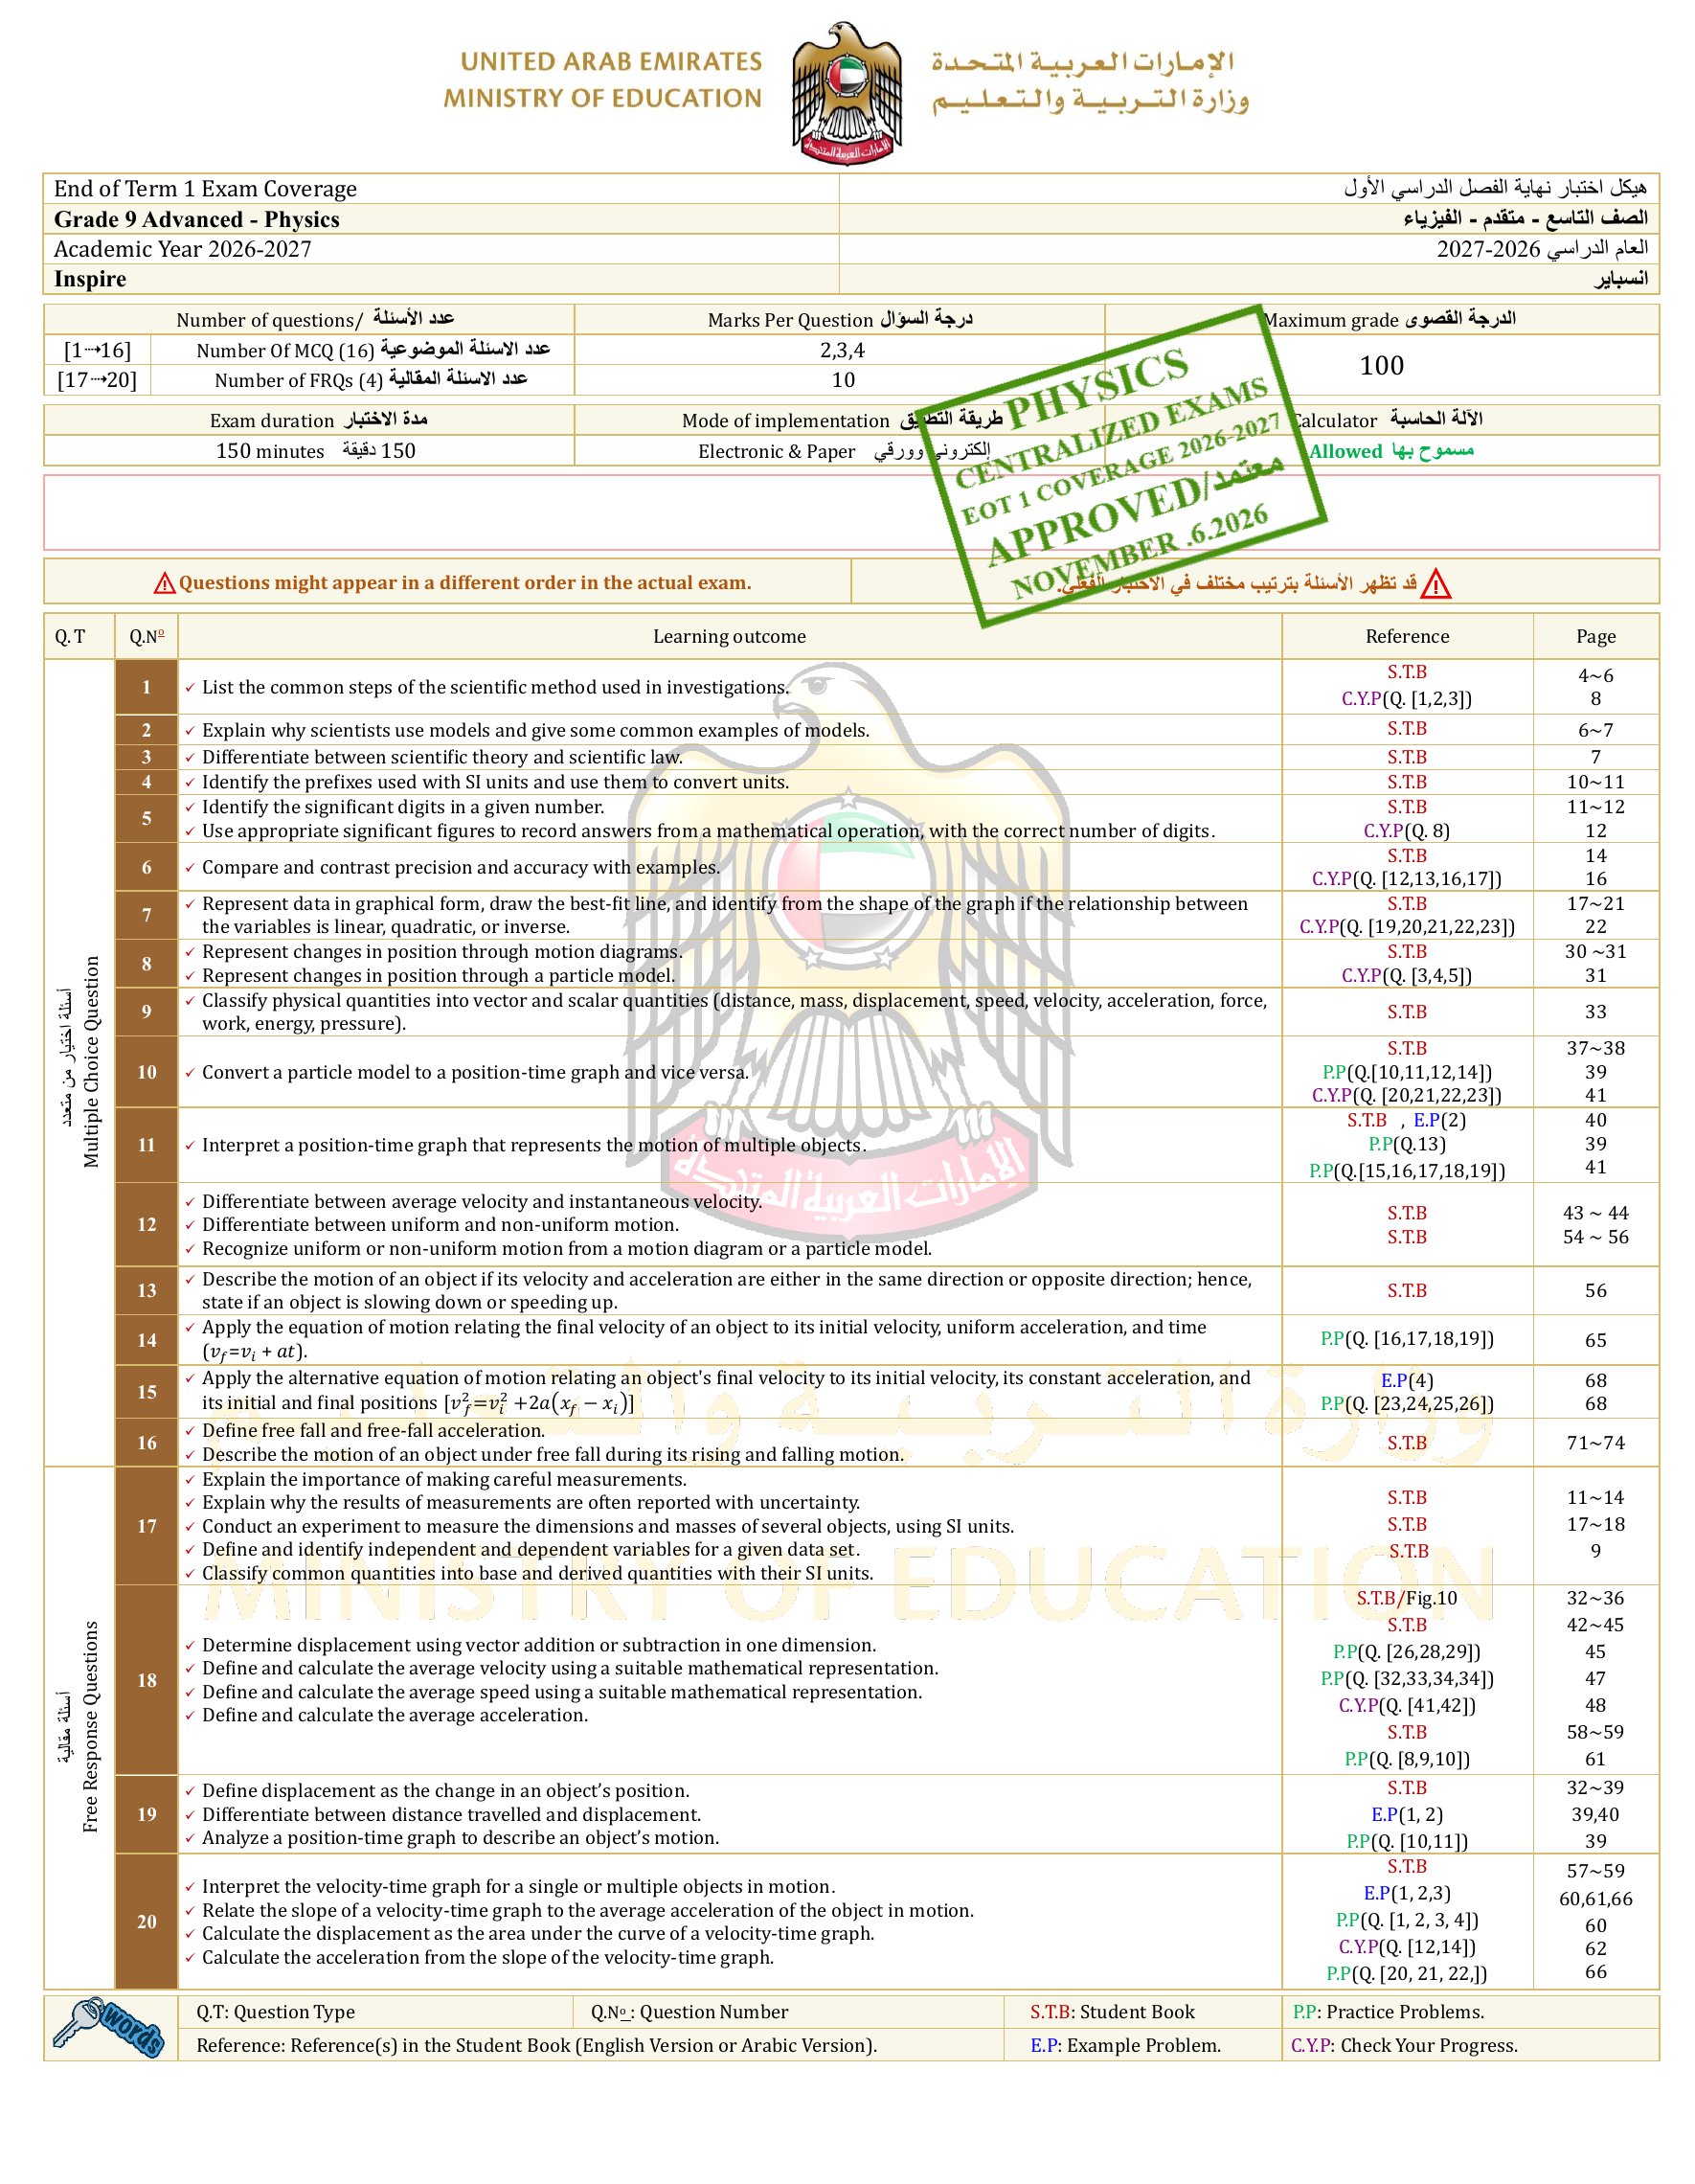 UNITED ARAB EMIRATES
MINISTRY OF EDUCATION
الإمارات العربية المتحدة
وزارة التربية والتعليم
الإمارات العربية المتحدة
End of Term 1 Exam Coverage
هيكل اختبار نهاية الفصل الدراسي الأول
Grade 9 Advanced - Physics
الصف التاسع - متقدم - الفيزياء
Academic Year 2026-2027
العام الدراسي 2026-2027
Inspire
انسباير
Number of questions/ عدد الأسئلة
Marks Per Question درجة السؤال
Maximum grade الدرجة القصوى
[1⇢16]
Number Of MCQ (16) عدد الاسئلة الموضوعية
2,3,4
100
[17⇢20]
Number of FRQs (4) عدد الاسئلة المقالية
10
Exam duration مدة الاختبار
Mode of implementation طريقة التطبيق
Calculator الآلة الحاسبة
150 minutes 150 دقيقة
Electronic & Paper إلكتروني وورقي
Allowed مسموح بها
PHYSICS
CENTRALIZED EXAMS
EOT 1 COVERAGE 2026-2027
APPROVED/معتمد
NOVEMBER .6.2026
Questions might appear in a different order in the actual exam.
قد تظهر الأسئلة بترتيب مختلف في الاختبار الفعلي.
Q. T
Q.Nº
Learning outcome
Reference
Page
أسئلة اختيار من متعدد
Multiple Choice Question
1
✓ List the common steps of the scientific method used in investigations.
S.T.B
4~6
C.Y.P(Q. [1,2,3])
8
2
✓ Explain why scientists use models and give some common examples of models.
S.T.B
6~7
3
✓ Differentiate between scientific theory and scientific law.
S.T.B
7
4
✓ Identify the prefixes used with SI units and use them to convert units.
S.T.B
10~11
5
✓ Identify the significant digits in a given number.
✓ Use appropriate significant figures to record answers from a mathematical operation, with the correct number of digits.
S.T.B
11~12
C.Y.P(Q. 8)
12
6
✓ Compare and contrast precision and accuracy with examples.
S.T.B
14
C.Y.P(Q. [12,13,16,17])
16
7
✓ Represent data in graphical form, draw the best-fit line, and identify from the shape of the graph if the relationship between
the variables is linear, quadratic, or inverse.
S.T.B
17~21
C.Y.P(Q. [19,20,21,22,23])
22
8
✓ Represent changes in position through motion diagrams.
✓ Represent changes in position through a particle model.
S.T.B
30 ~31
C.Y.P(Q. [3,4,5])
31
9
✓ Classify physical quantities into vector and scalar quantities (distance, mass, displacement, speed, velocity, acceleration, force,
work, energy, pressure).
S.T.B
33
10
✓ Convert a particle model to a position-time graph and vice versa.
S.T.B
37~38
P.P(Q.[10,11,12,14])
39
C.Y.P(Q. [20,21,22,23])
41
11
✓ Interpret a position-time graph that represents the motion of multiple objects.
S.T.B , E.P(2)
40
P.P(Q.13)
39
P.P(Q.[15,16,17,18,19])
41
12
✓ Differentiate between average velocity and instantaneous velocity.
✓ Differentiate between uniform and non-uniform motion.
✓ Recognize uniform or non-uniform motion from a motion diagram or a particle model.
S.T.B
43 ~ 44
S.T.B
54 ~ 56
13
✓ Describe the motion of an object if its velocity and acceleration are either in the same direction or opposite direction; hence,
state if an object is slowing down or speeding up.
S.T.B
56
14
✓ Apply the equation of motion relating the final velocity of an object to its initial velocity, uniform acceleration, and time
(v_f=v_i + at).
P.P(Q. [16,17,18,19])
65
15
✓ Apply the alternative equation of motion relating an object's final velocity to its initial velocity, its constant acceleration, and
its initial and final positions [v_f^2=v_i^2 +2a(x_f − x_i)]
E.P(4)
68
P.P(Q. [23,24,25,26])
68
16
✓ Define free fall and free-fall acceleration.
✓ Describe the motion of an object under free fall during its rising and falling motion.
S.T.B
71~74
أسئلة مقالية
Free Response Questions
17
✓ Explain the importance of making careful measurements.
✓ Explain why the results of measurements are often reported with uncertainty.
✓ Conduct an experiment to measure the dimensions and masses of several objects, using SI units.
✓ Define and identify independent and dependent variables for a given data set.
✓ Classify common quantities into base and derived quantities with their SI units.
S.T.B
11~14
S.T.B
17~18
S.T.B
9
18
✓ Determine displacement using vector addition or subtraction in one dimension.
✓ Define and calculate the average velocity using a suitable mathematical representation.
✓ Define and calculate the average speed using a suitable mathematical representation.
✓ Define and calculate the average acceleration.
S.T.B/Fig.10
32~36
S.T.B
42~45
P.P(Q. [26,28,29])
45
P.P(Q. [32,33,34,34])
47
C.Y.P(Q. [41,42])
48
S.T.B
58~59
P.P(Q. [8,9,10])
61
19
✓ Define displacement as the change in an object’s position.
✓ Differentiate between distance travelled and displacement.
✓ Analyze a position-time graph to describe an object’s motion.
S.T.B
32~39
E.P(1, 2)
39,40
P.P(Q. [10,11])
39
20
✓ Interpret the velocity-time graph for a single or multiple objects in motion.
✓ Relate the slope of a velocity-time graph to the average acceleration of the object in motion.
✓ Calculate the displacement as the area under the curve of a velocity-time graph.
✓ Calculate the acceleration from the slope of the velocity-time graph.
S.T.B
57~59
E.P(1, 2,3)
60,61,66
P.P(Q. [1, 2, 3, 4])
60
C.Y.P(Q. [12,14])
62
P.P(Q. [20, 21, 22,])
66
الإمارات العربية المتحدة
وزارة التربية والتعليم
MINISTRY OF EDUCATION
words
Q.T: Question Type
Q.Nº : Question Number
S.T.B: Student Book
P.P: Practice Problems.
Reference: Reference(s) in the Student Book (English Version or Arabic Version).
E.P: Example Problem.
C.Y.P: Check Your Progress.